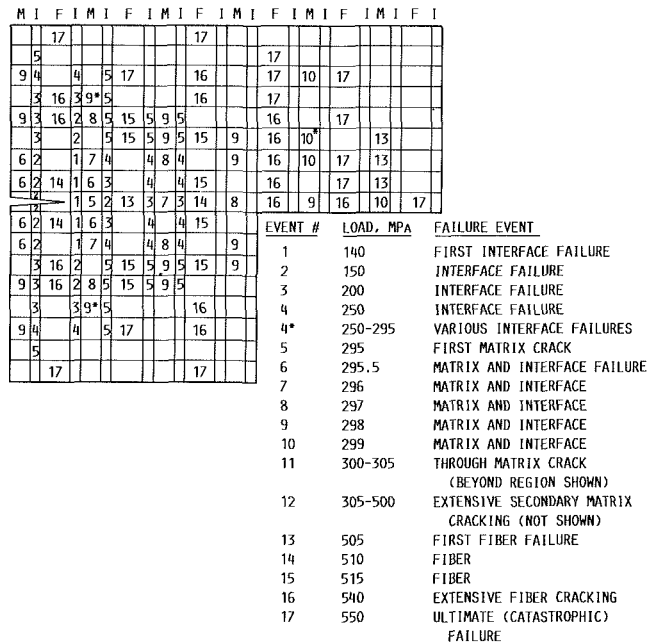 M I F I M I F I M I F I M I F I M I F I M I F I
17 17
5 17
9 4 4 5 17 16 17 10 17
3 16 3 9* 5 16 17
9 3 16 2 8 5 15 5 9 5 16 17
3 2 5 15 5 9 5 15 9 16 10* 13
6 2 1 7 4 4 8 4 9 16 10 17 13
6 2 14 1 6 3 4 4 15 16 17 13
1 5 2 13 3 7 3 14 8 16 9 16 10 17
6 2 14 1 6 3 4 4 15
6 2 1 7 4 4 8 4 9
3 16 2 5 15 5 9 5 15 9
9 3 16 2 8 5 15 5 9 5
3 3 9* 5 16
9 4 4 5 17 16
5
17 17
EVENT # LOAD, MPA FAILURE EVENT
1 140 FIRST INTERFACE FAILURE
2 150 INTERFACE FAILURE
3 200 INTERFACE FAILURE
4 250 INTERFACE FAILURE
4* 250-295 VARIOUS INTERFACE FAILURES
5 295 FIRST MATRIX CRACK
6 295.5 MATRIX AND INTERFACE FAILURE
7 296 MATRIX AND INTERFACE
8 297 MATRIX AND INTERFACE
9 298 MATRIX AND INTERFACE
10 299 MATRIX AND INTERFACE
11 300-305 THROUGH MATRIX CRACK
(BEYOND REGION SHOWN)
12 305-500 EXTENSIVE SECONDARY MATRIX
CRACKING (NOT SHOWN)
13 505 FIRST FIBER FAILURE
14 510 FIBER
15 515 FIBER
16 540 EXTENSIVE FIBER CRACKING
17 550 ULTIMATE (CATASTROPHIC)
FAILURE